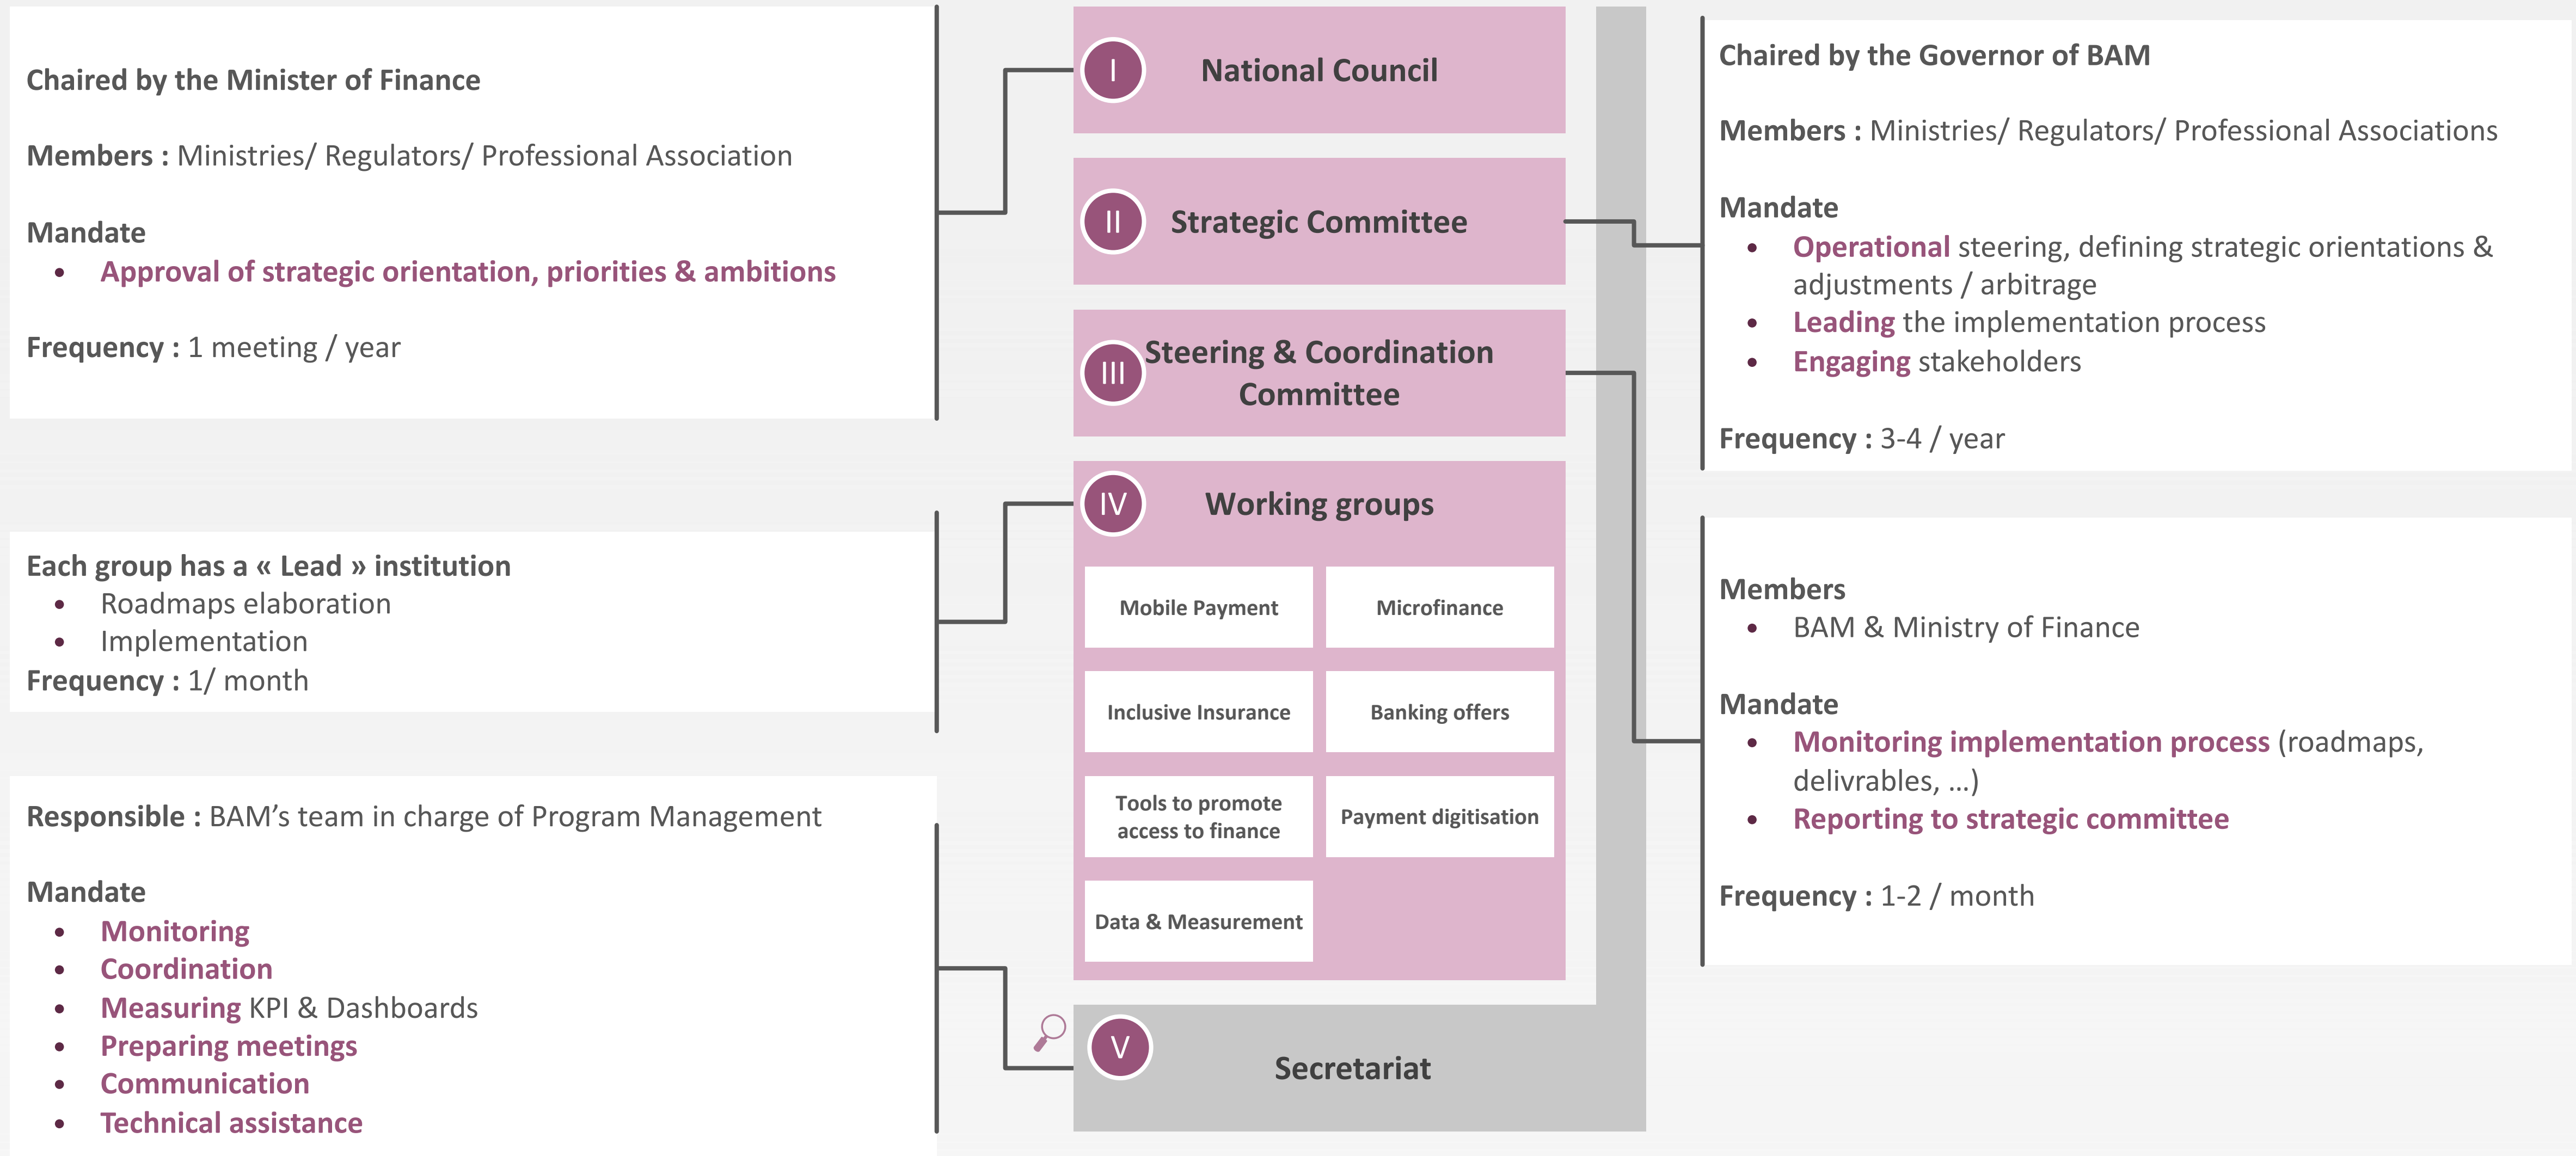 Chaired by the Minister of Finance
Members : Ministries/ Regulators/ Professional Association
Mandate
• Approval of strategic orientation, priorities & ambitions
Frequency : 1 meeting / year
Each group has a « Lead » institution
• Roadmaps elaboration
• Implementation
Frequency : 1/ month
Responsible : BAM’s team in charge of Program Management
Mandate
• Monitoring
• Coordination
• Measuring KPI & Dashboards
• Preparing meetings
• Communication
• Technical assistance
I
National Council
II
Strategic Committee
III
Steering & Coordination
Committee
IV
Working groups
Mobile Payment
Microfinance
Inclusive Insurance
Banking offers
Tools to promote
access to finance
Payment digitisation
Data & Measurement
V
Secretariat
Chaired by the Governor of BAM
Members : Ministries/ Regulators/ Professional Associations
Mandate
• Operational steering, defining strategic orientations &
adjustments / arbitrage
• Leading the implementation process
• Engaging stakeholders
Frequency : 3-4 / year
Members
• BAM & Ministry of Finance
Mandate
• Monitoring implementation process (roadmaps,
delivrables, ...)
• Reporting to strategic committee
Frequency : 1-2 / month